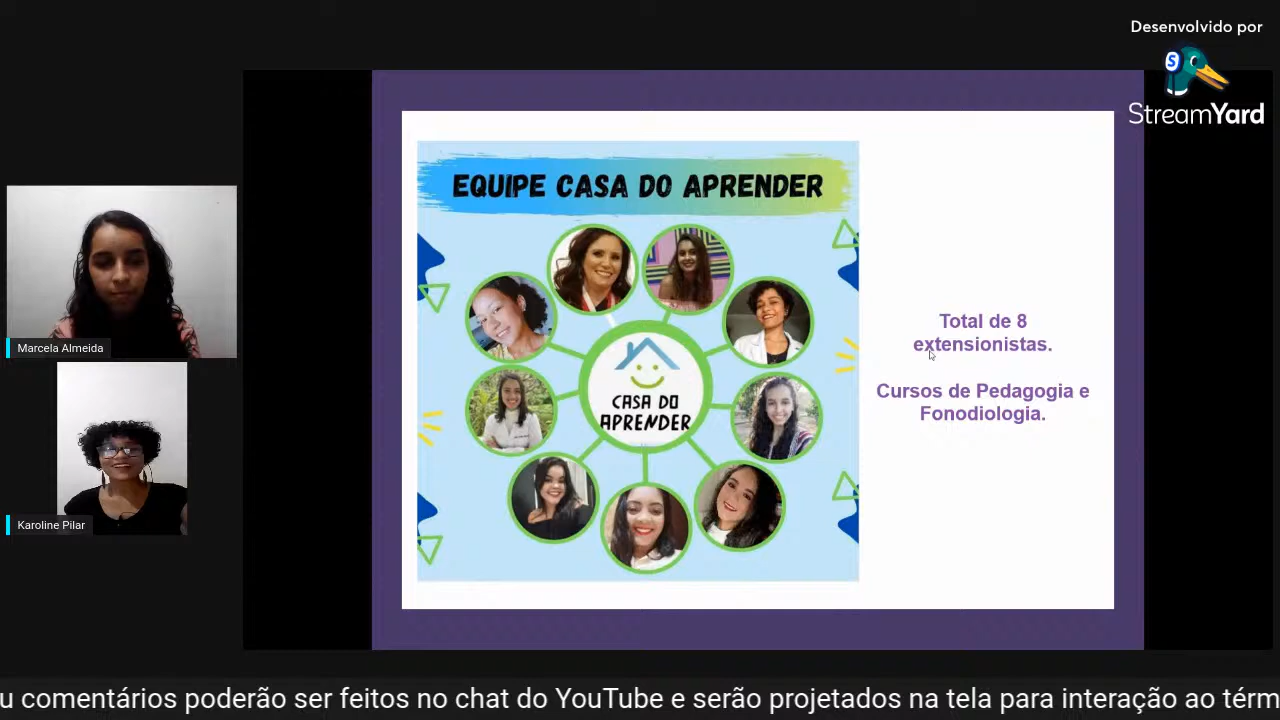 Desenvolvido por
StreamYard
EQUIPE CASA DO APRENDER
CASA DO
APRENDER
Total de 8
extensionistas.
Cursos de Pedagogia e
Fonodiologia.
Marcela Almeida
Karoline Pilar
u comentários poderão ser feitos no chat do YouTube e serão projetados na tela para interação ao térm